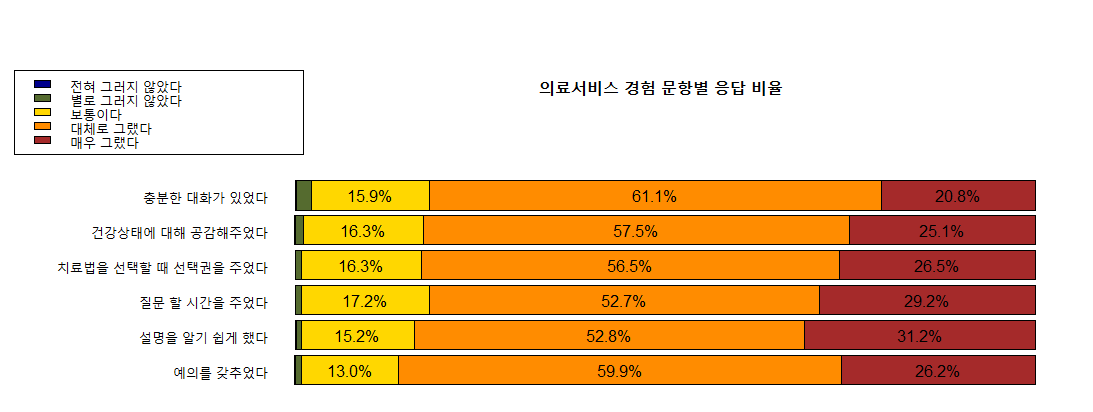 의료서비스 경험 문항별 응답 비율
전혀 그러지 않았다
별로 그러지 않았다
보통이다
대체로 그랬다
매우 그랬다
충분한 대화가 있었다 15.9% 61.1% 20.8%
건강상태에 대해 공감해주었다 16.3% 57.5% 25.1%
치료법을 선택할 때 선택권을 주었다 16.3% 56.5% 26.5%
질문 할 시간을 주었다 17.2% 52.7% 29.2%
설명을 알기 쉽게 했다 15.2% 52.8% 31.2%
예의를 갖추었다 13.0% 59.9% 26.2%